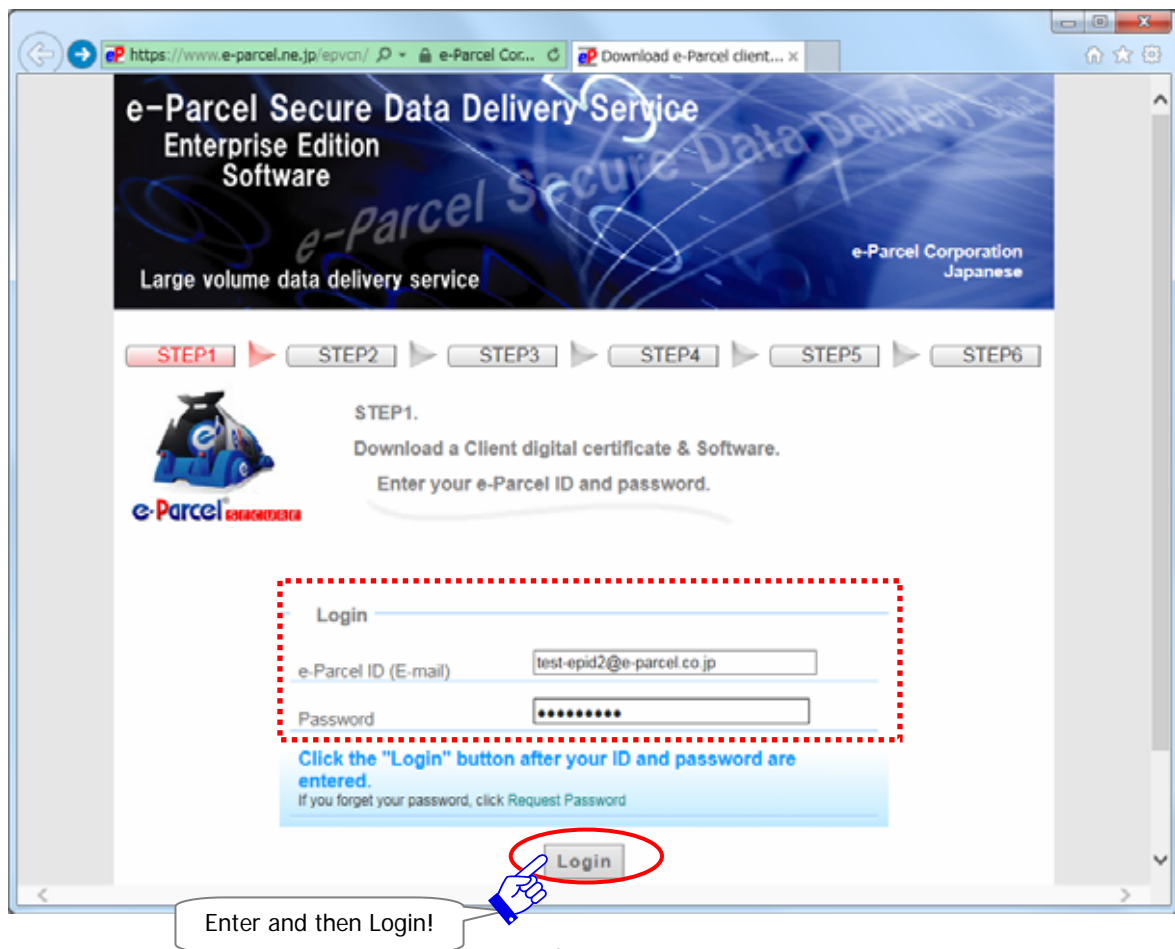 https://www.e-parcel.ne.jp/epvcn/ e-Parcel Cor... Download e-Parcel client...
e-Parcel Secure Data Delivery Service
Enterprise Edition
Software
e-Parcel Secure Data Delivery
e-Parcel Corporation
Japanese
Large volume data delivery service
STEP1 STEP2 STEP3 STEP4 STEP5 STEP6
STEP1.
Download a Client digital certificate & Software.
Enter your e-Parcel ID and password.
e-Parcel
Login
e-Parcel ID (E-mail) test-epid2@e-parcel.co.jp
Password •••••••••
Click the "Login" button after your ID and password are
entered.
If you forget your password, click Request Password
Login
Enter and then Login!